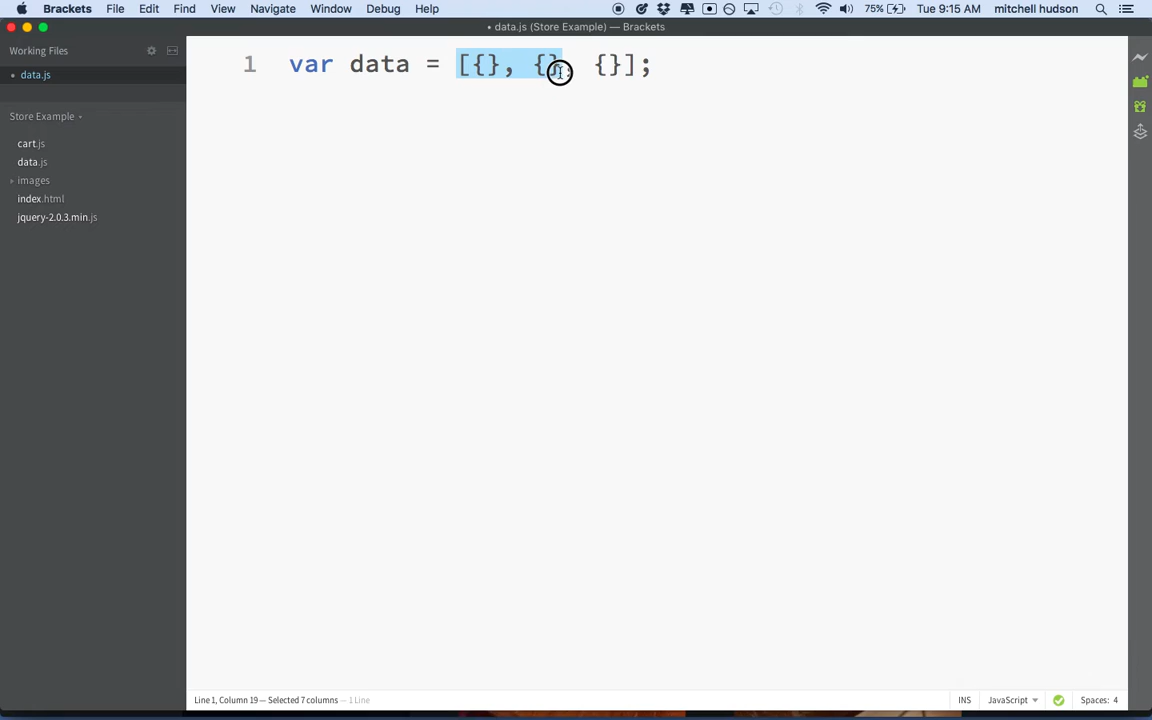 Brackets File Edit Find View Navigate Window Debug Help 75% Tue 9:15 AM mitchell hudson
• data.js (Store Example) — Brackets
Working Files
• data.js
Store Example
cart.js
data.js
images
index.html
jquery-2.0.3.min.js
1 var data = [{}, {}, {}];
Line 1, Column 19 — Selected 7 columns — 1 Line INS JavaScript Spaces: 4